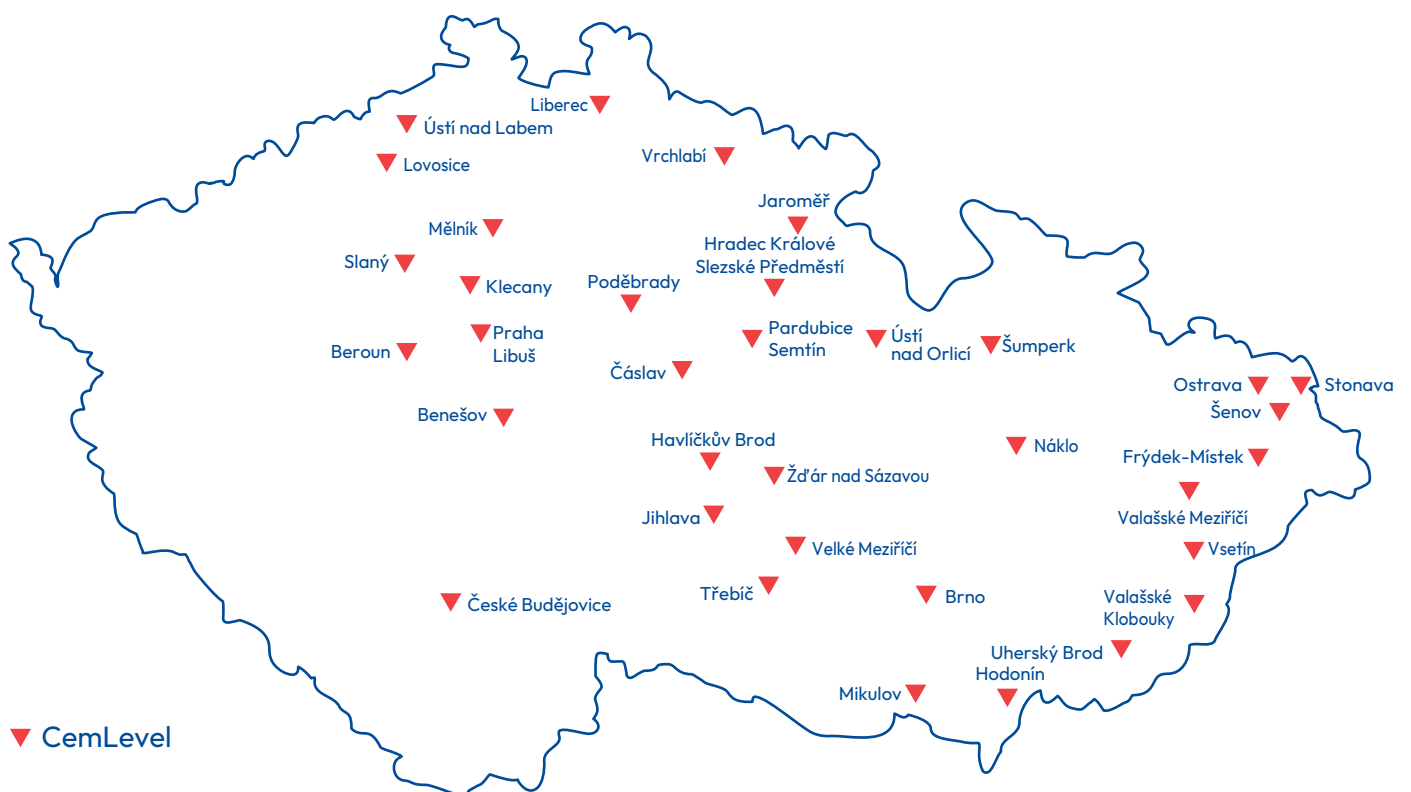 Liberec
Ústí nad Labem
Vrchlabí
Lovosice
Jaroměř
Mělník
Hradec Králové
Slezské Předměstí
Slaný
Klecany
Poděbrady
Pardubice
Semtín
Ústí
nad Orlicí
Šumperk
Praha
Libuš
Beroun
Čáslav
Ostrava
Stonava
Šenov
Benešov
Havlíčkův Brod
Náklo
Frýdek-Místek
Žďár nad Sázavou
Jihlava
Valašské Meziříčí
Velké Meziříčí
Vsetín
Třebíč
Brno
Valašské
Klobouky
České Budějovice
Uherský Brod
Hodonín
Mikulov
CemLevel